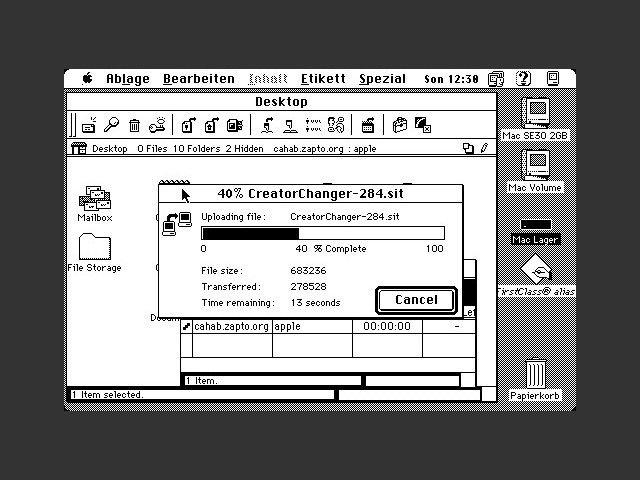 Ablage Bearbeiten Inhalt Etikett Spezial Son 12:30
Desktop
Desktop 0 Files 10 Folders 2 Hidden cahab.zapto.org : apple
Mac SE30 2GB
Mac Volume
Mac Lager
FirstClass® alias
Papierkorb
Mailbox
File Storage
40% CreatorChanger-284.sit
Uploading file: CreatorChanger-284.sit
0 40 % Complete 100
File size: 683236
Transferred: 278528
Time remaining: 13 seconds
Cancel
cahab.zapto.org apple 00:00:00 -
1 Item.
1 Item selected.